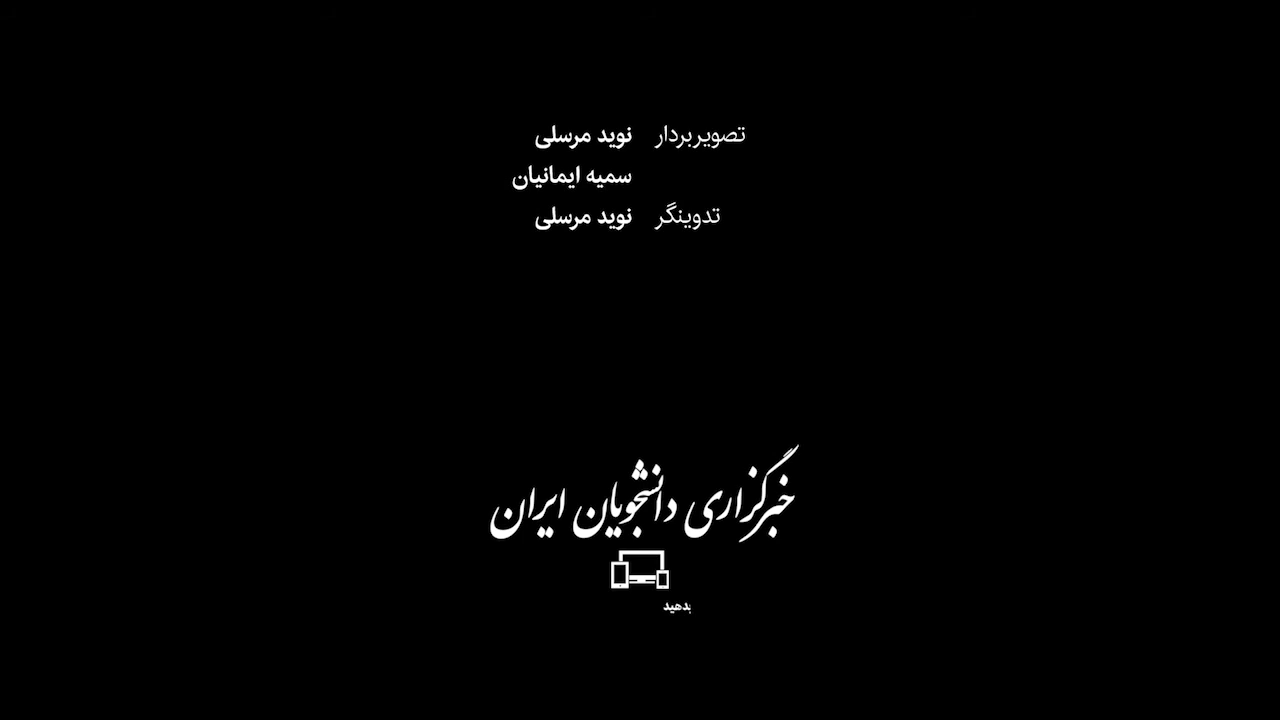 تصویربردار نوید مرسلی
سمیه ایمانیان
تدوینگر نوید مرسلی
خبرگزاری دانشجویان ایران
بدهید